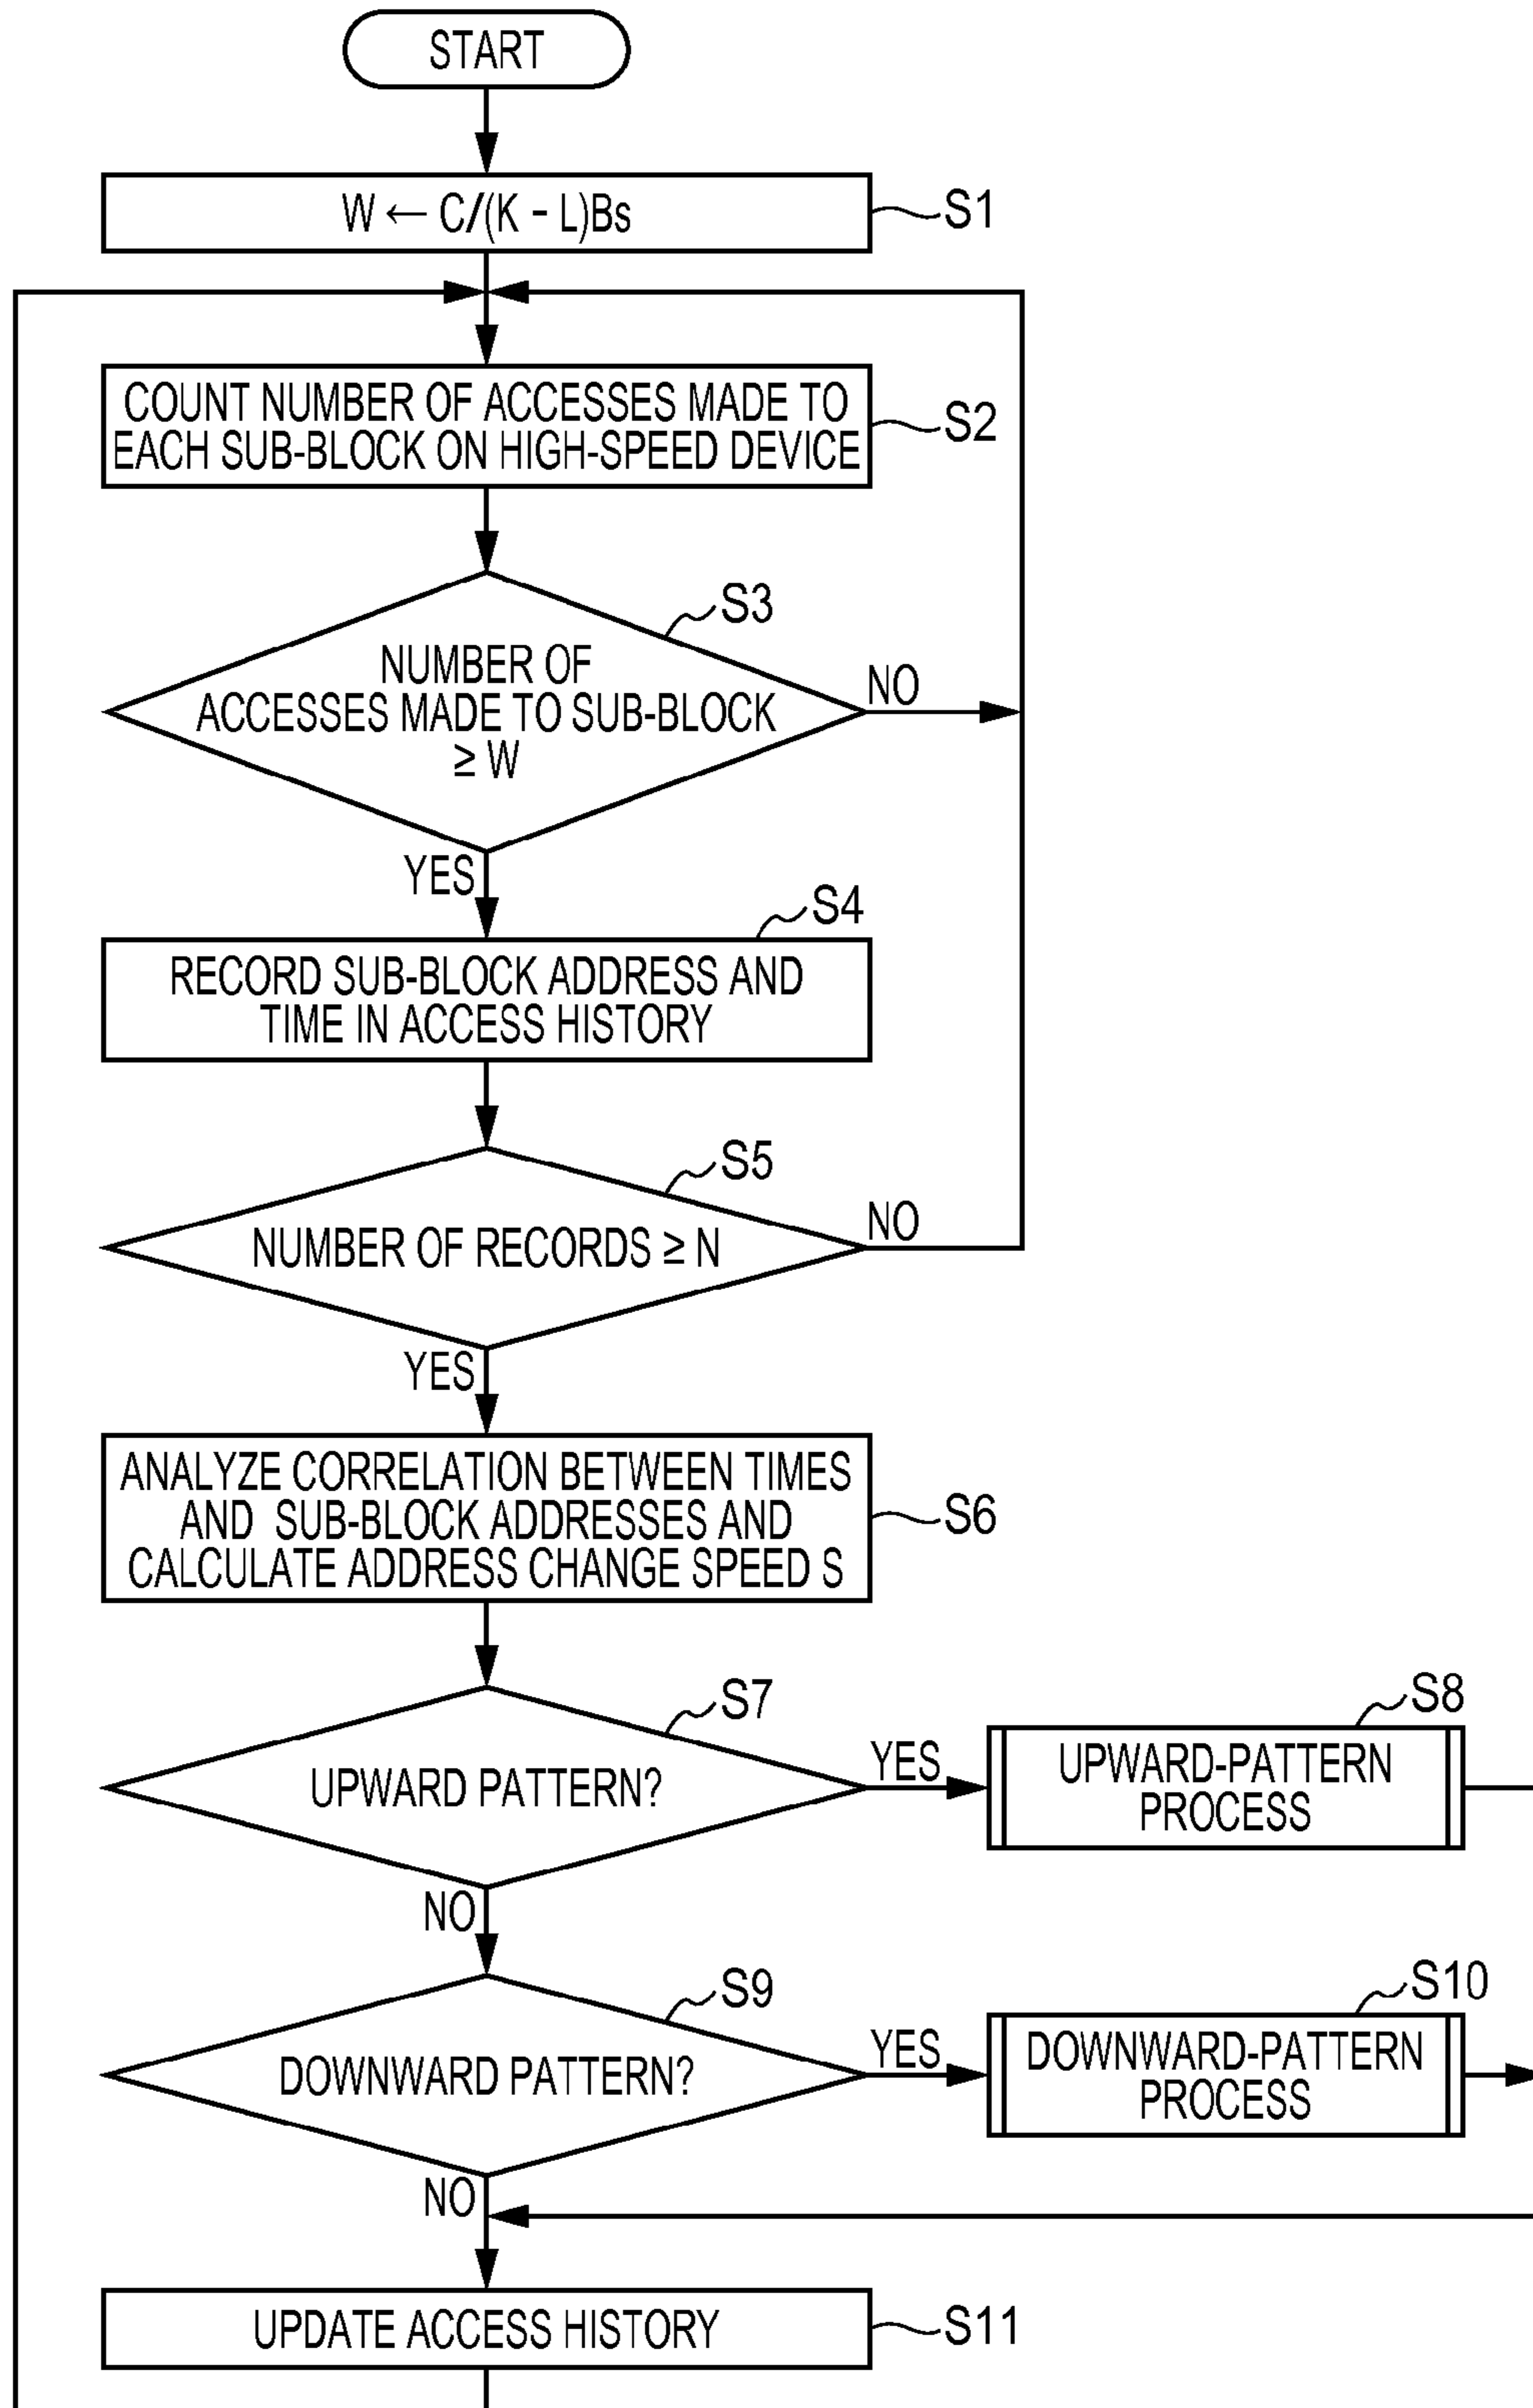 START
W ← C/(K - L)Bs
S1
COUNT NUMBER OF ACCESSES MADE TO
EACH SUB-BLOCK ON HIGH-SPEED DEVICE
S2
S3
NUMBER OF
ACCESSES MADE TO SUB-BLOCK
≥ W
NO
YES
S4
RECORD SUB-BLOCK ADDRESS AND
TIME IN ACCESS HISTORY
S5
NUMBER OF RECORDS ≥ N
NO
YES
ANALYZE CORRELATION BETWEEN TIMES
AND SUB-BLOCK ADDRESSES AND
CALCULATE ADDRESS CHANGE SPEED S
S6
S7
UPWARD PATTERN?
YES
S8
UPWARD-PATTERN
PROCESS
NO
S9
DOWNWARD PATTERN?
YES
S10
DOWNWARD-PATTERN
PROCESS
NO
UPDATE ACCESS HISTORY
S11